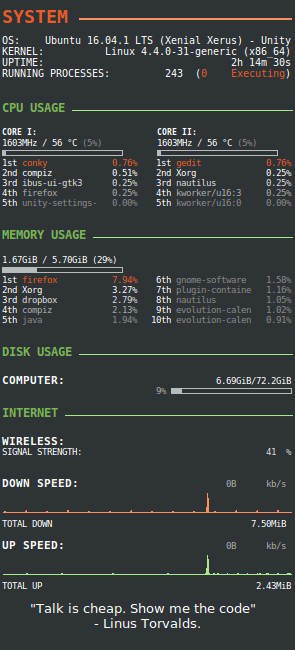 SYSTEM
OS: Ubuntu 16.04.1 LTS (Xenial Xerus) - Unity
KERNEL: Linux 4.4.0-31-generic (x86_64)
UPTIME: 2h 14m 30s
RUNNING PROCESSES: 243 (0 Executing)
CPU USAGE
CORE I: CORE II:
1603MHz / 56 °C (5%) 1603MHz / 56 °C (5%)
1st conky 0.76% 1st gedit 0.76%
2nd compiz 0.51% 2nd Xorg 0.25%
3rd ibus-ui-gtk3 0.25% 3rd nautilus 0.25%
4th firefox 0.25% 4th kworker/u16:3 0.25%
5th unity-settings- 0.00% 5th kworker/u16:0 0.00%
MEMORY USAGE
1.67GiB / 5.70GiB (29%)
1st firefox 7.94% 6th gnome-software 1.58%
2nd Xorg 3.27% 7th plugin-containe 1.16%
3rd dropbox 2.79% 8th nautilus 1.05%
4th compiz 2.13% 9th evolution-calen 1.02%
5th java 1.94% 10th evolution-calen 0.91%
DISK USAGE
COMPUTER: 6.69GiB/72.2GiB
9%
INTERNET
WIRELESS:
SIGNAL STRENGTH: 41 %
DOWN SPEED: 0B kb/s
TOTAL DOWN 7.50MiB
UP SPEED: 0B kb/s
TOTAL UP 2.43MiB
"Talk is cheap. Show me the code"
- Linus Torvalds.